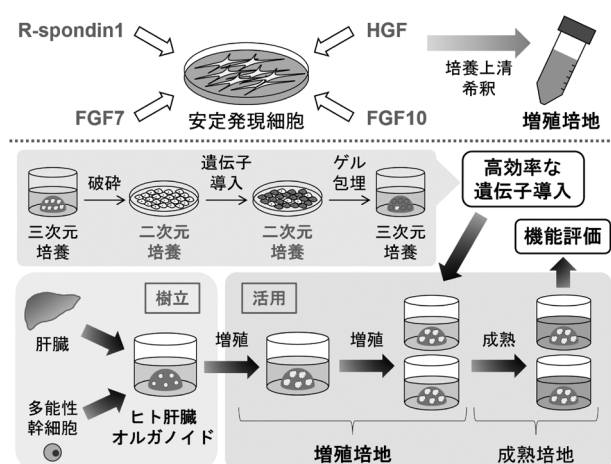 R-spondin1
HGF
FGF7
FGF10
安定発現細胞
培養上清
希釈
増殖培地
三次元
培養
破砕
二次元
培養
遺伝子
導入
二次元
培養
ゲル
包埋
三次元
培養
高効率な
遺伝子導入
機能評価
樹立
肝臓
多能性
幹細胞
ヒト肝臓
オルガノイド
活用
増殖
増殖
成熟
増殖培地
成熟培地